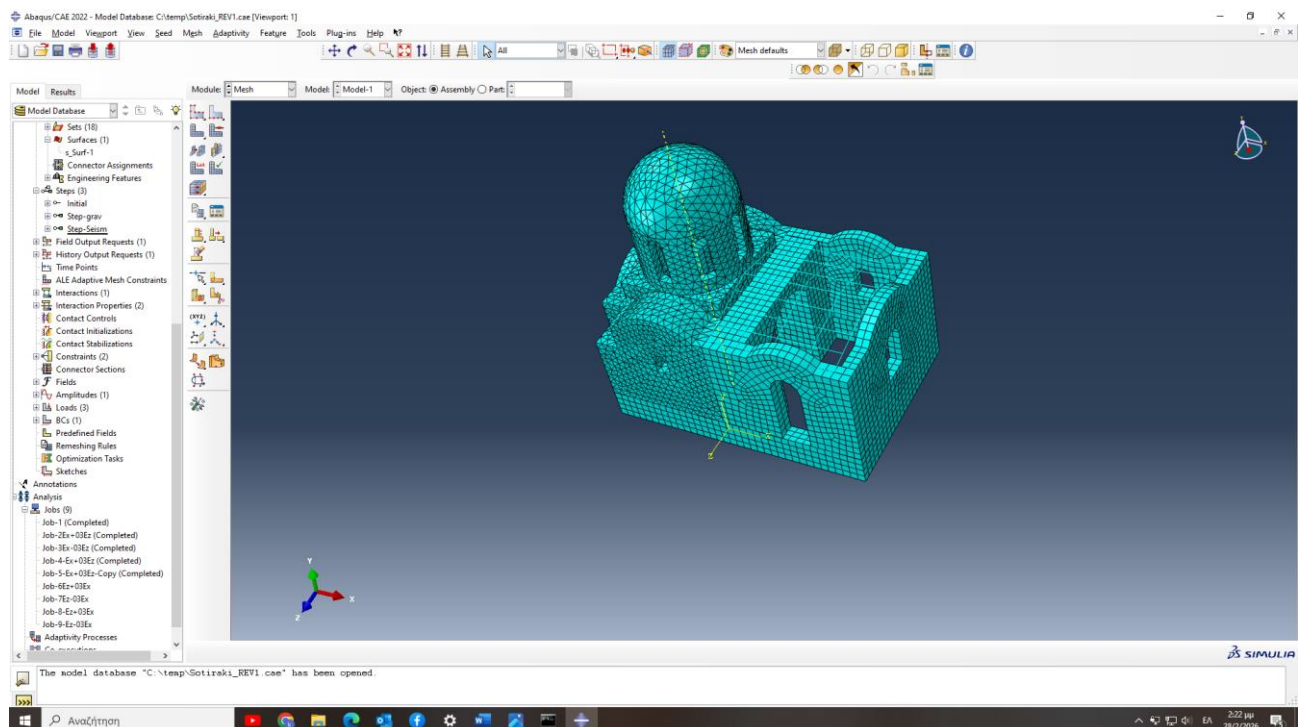 Abaqus/CAE 2022 - Model Database: C:\temp\Sotiraki_REV1.cae [Viewport: 1]
File Model Viewport View Seed Mesh Adaptivity Feature Tools Plug-ins Help
All
Mesh defaults
Model Results
Module: Mesh Model: Model-1 Object: Assembly Part:
Model Database
Sets (18)
Surfaces (1)
s_Surf-1
Connector Assignments
Engineering Features
Steps (3)
Initial
Step-grav
Step-Seism
Field Output Requests (1)
History Output Requests (1)
Time Points
ALE Adaptive Mesh Constraints
Interactions (1)
Interaction Properties (2)
Contact Controls
Contact Initializations
Contact Stabilizations
Constraints (2)
Connector Sections
Fields
Amplitudes (1)
Loads (3)
BCs (1)
Predefined Fields
Remeshing Rules
Optimization Tasks
Sketches
Annotations
Analysis
Jobs (9)
Job-1 (Completed)
Job-2Ex+03Ez (Completed)
Job-3Ex-03Ez (Completed)
Job-4-Ex+03Ez (Completed)
Job-5-Ex+03Ez-Copy (Completed)
Job-6Ez+03Ex
Job-7Ez-03Ex
Job-8-Ez+03Ex
Job-9-Ez-03Ex
Adaptivity Processes
Co-executions
(XYZ)
Y
X
Z
SIMULIA
The model database "C:\temp\Sotiraki_REV1.cae" has been opened.
Αναζήτηση
ΕΛ
2:22 μμ
28/2/2026